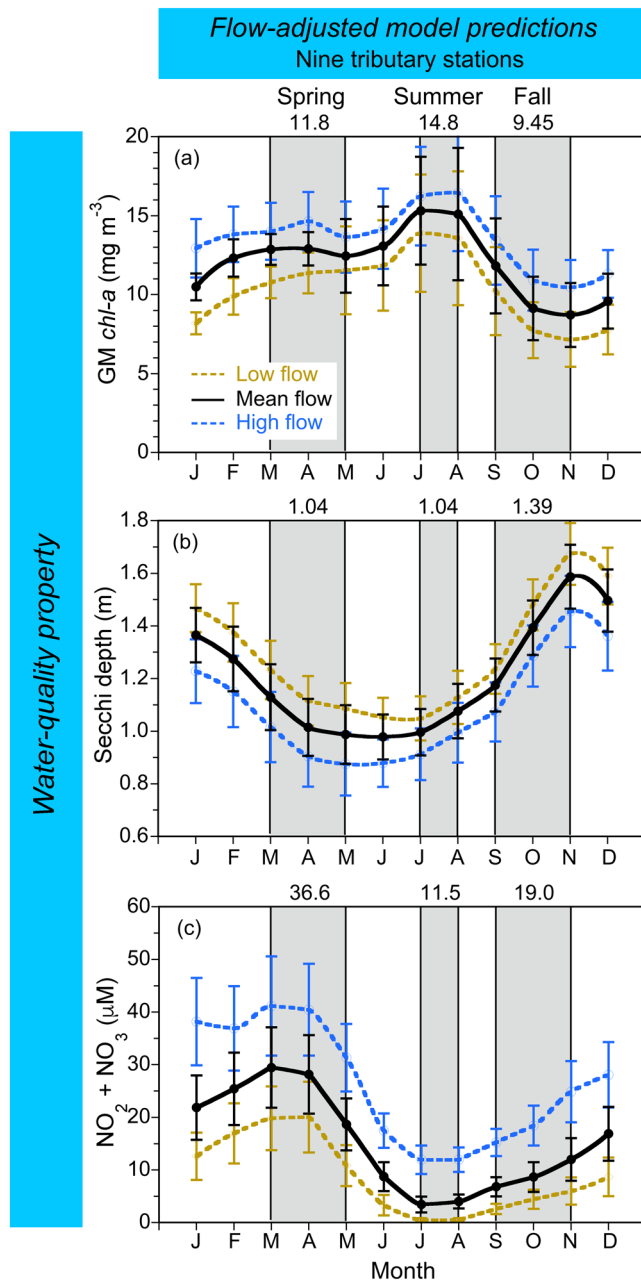 Flow-adjusted model predictions
Nine tributary stations
Water-quality property
Spring Summer Fall
11.8 14.8 9.45
20
15
10
5
0
GM chl-a (mg m⁻³)
(a)
Low flow
Mean flow
High flow
J F M A M J J A S O N D
1.04 1.04 1.39
1.8
1.6
1.4
1.2
1.0
0.8
0.6
Secchi depth (m)
(b)
J F M A M J J A S O N D
36.6 11.5 19.0
60
50
40
30
20
10
0
NO₂ + NO₃ (μM)
(c)
J F M A M J J A S O N D
Month